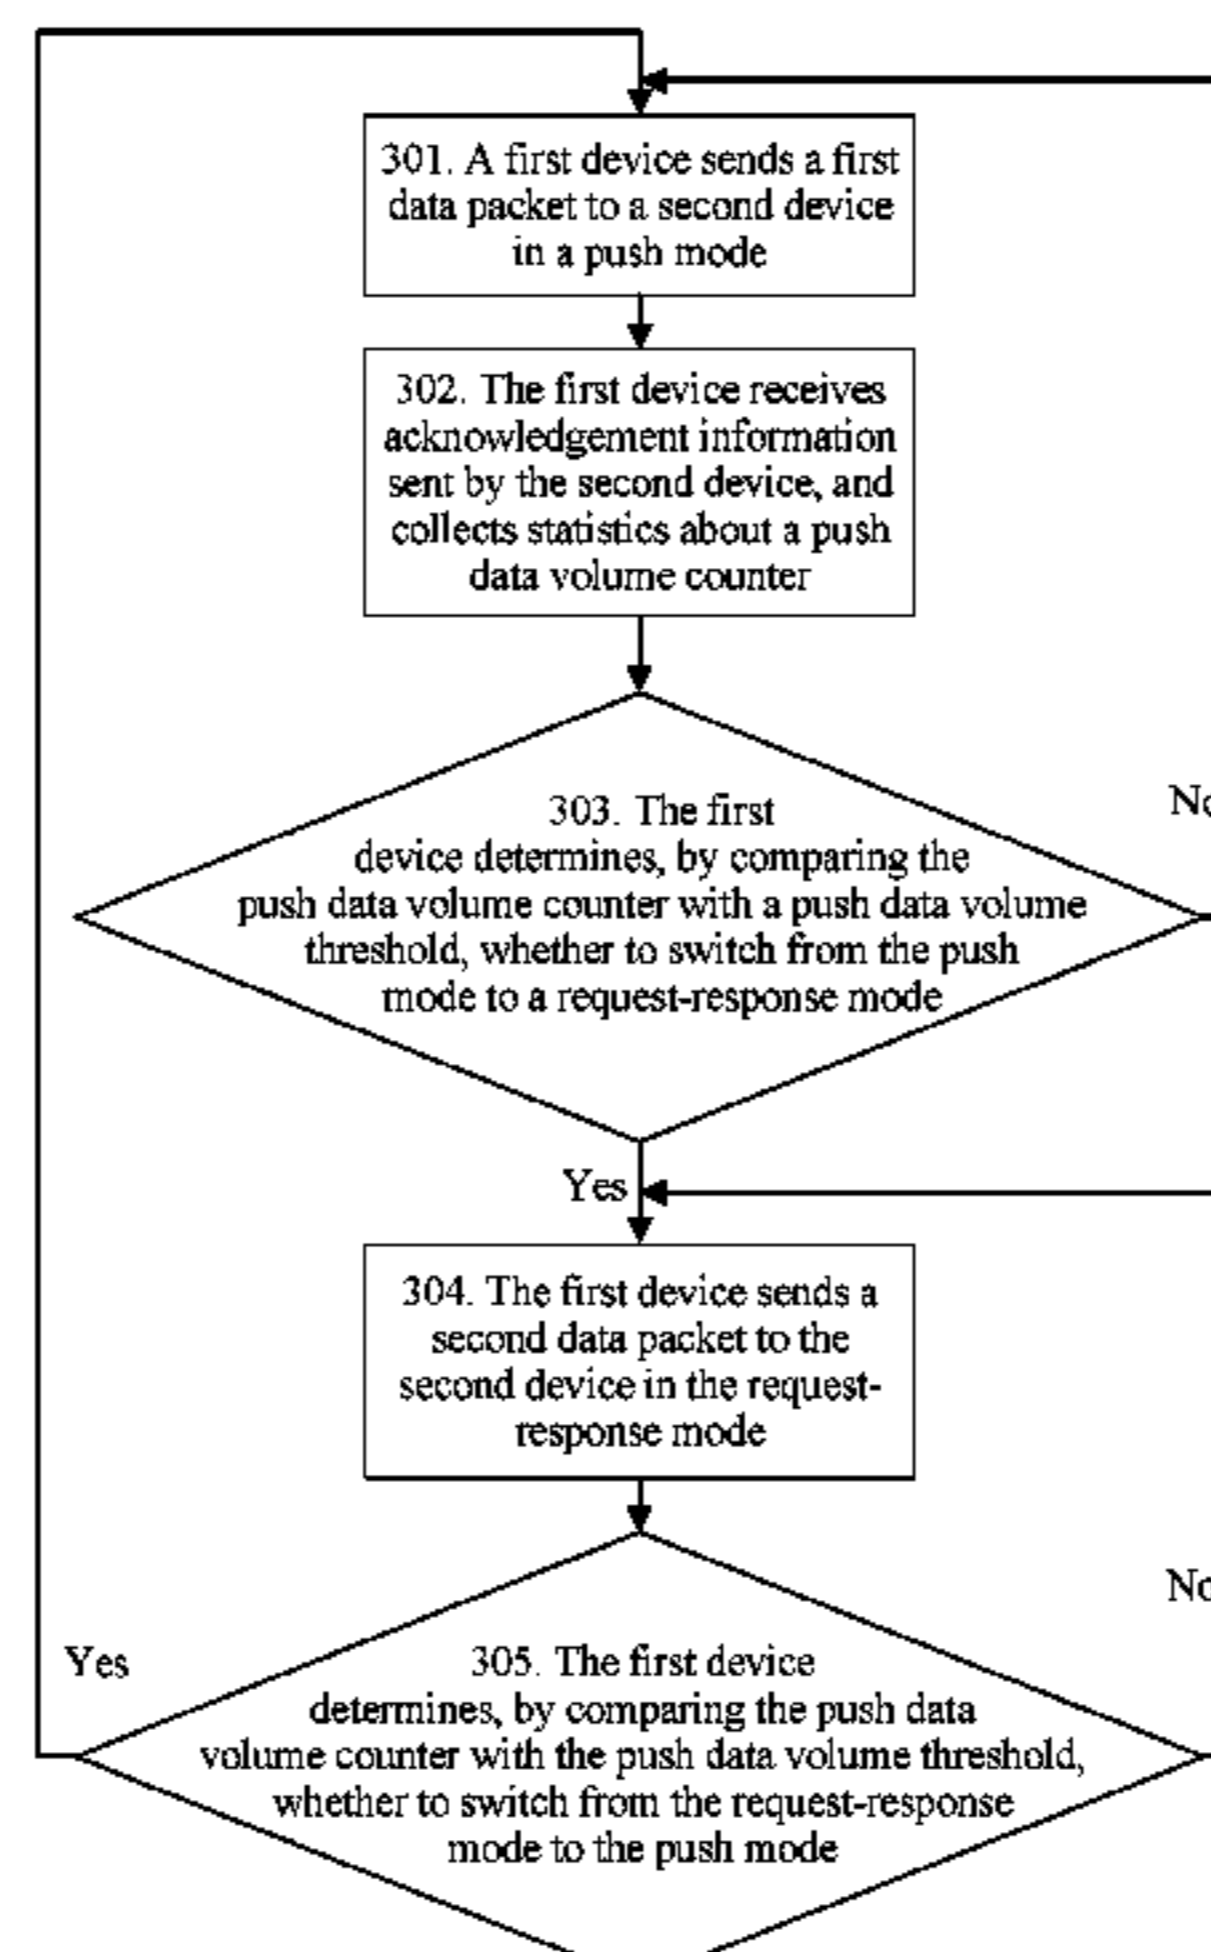 301. A first device sends a first
data packet to a second device
in a push mode
302. The first device receives
acknowledgement information
sent by the second device, and
collects statistics about a push
data volume counter
No
303. The first
device determines, by comparing the
push data volume counter with a push data volume
threshold, whether to switch from the push
mode to a request-response mode
Yes
304. The first device sends a
second data packet to the
second device in the request-
response mode
No
Yes
305. The first device
determines, by comparing the push data
volume counter with the push data volume threshold,
whether to switch from the request-response
mode to the push mode